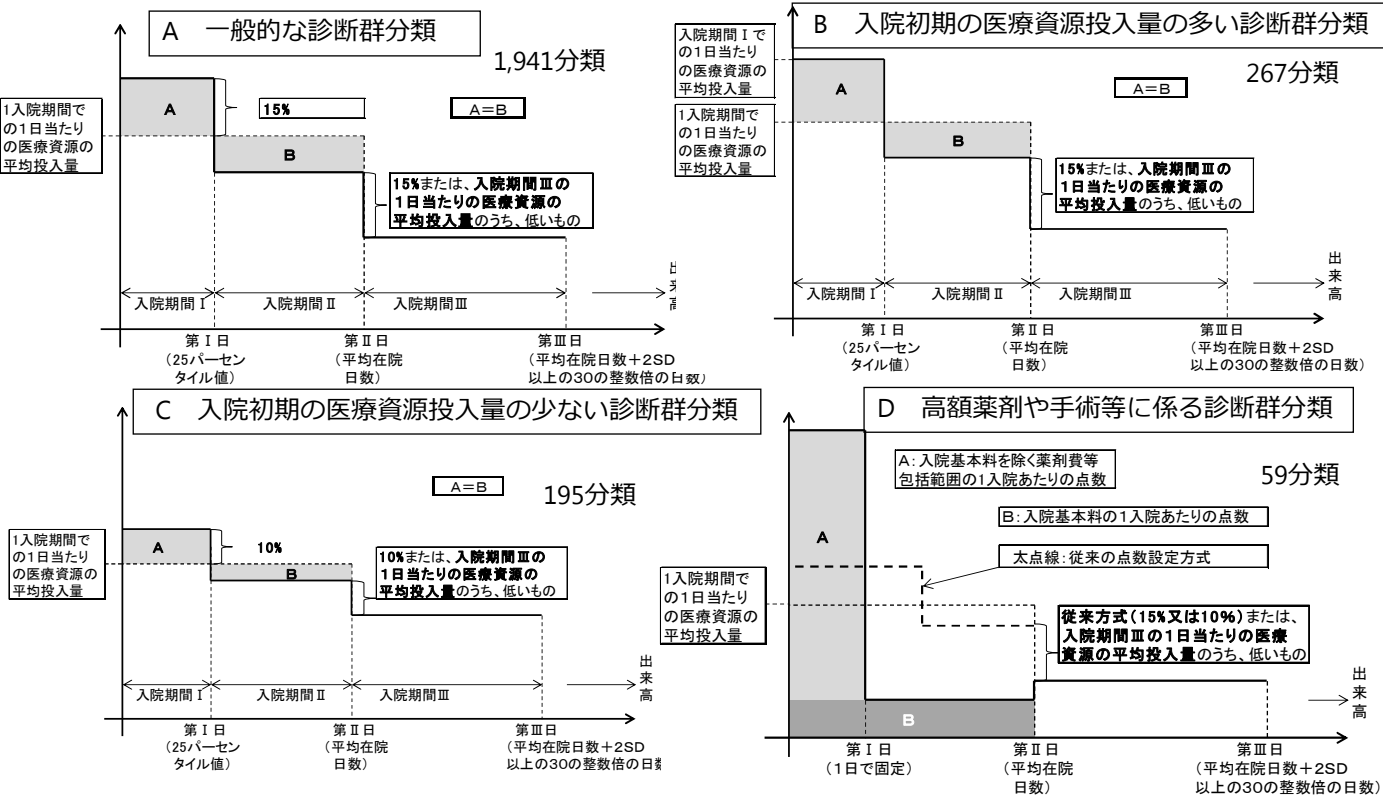 A 一般的な診断群分類
1,941分類
1入院期間で
の1日当たり
の医療資源の
平均投入量
A
15%
A=B
B
15%または、入院期間Ⅲの
1日当たりの医療資源の
平均投入量のうち、低いもの
入院期間Ⅰ
入院期間Ⅱ
入院期間Ⅲ
出
来
高
第Ⅰ日
(25パーセン
タイル値)
第Ⅱ日
(平均在院
日数)
第Ⅲ日
(平均在院日数+2SD
以上の30の整数倍の日数)
B 入院初期の医療資源投入量の多い診断群分類
267分類
入院期間Ⅰで
の1日当たり
の医療資源の
平均投入量
1入院期間で
の1日当たり
の医療資源の
平均投入量
A
A=B
B
15%または、入院期間Ⅲの
1日当たりの医療資源の
平均投入量のうち、低いもの
入院期間Ⅰ
入院期間Ⅱ
入院期間Ⅲ
出
来
高
第Ⅰ日
(25パーセン
タイル値)
第Ⅱ日
(平均在院
日数)
第Ⅲ日
(平均在院日数+2SD
以上の30の整数倍の日数)
C 入院初期の医療資源投入量の少ない診断群分類
A=B
195分類
1入院期間で
の1日当たり
の医療資源の
平均投入量
A
10%
B
10%または、入院期間Ⅲの
1日当たりの医療資源の
平均投入量のうち、低いもの
入院期間Ⅰ
入院期間Ⅱ
入院期間Ⅲ
出
来
高
第Ⅰ日
(25パーセン
タイル値)
第Ⅱ日
(平均在院
日数)
第Ⅲ日
(平均在院日数+2SD
以上の30の整数倍の日数
D 高額薬剤や手術等に係る診断群分類
59分類
A:入院基本料を除く薬剤費等
包括範囲の1入院あたりの点数
B:入院基本料の1入院あたりの点数
太点線:従来の点数設定方式
A
1入院期間で
の1日当たり
の医療資源の
平均投入量
従来方式(15%又は10%)または、
入院期間Ⅲの1日当たりの医療
資源の平均投入量のうち、低いもの
B
出
来
高
第Ⅰ日
(1日で固定)
第Ⅱ日
(平均在院
日数)
第Ⅲ日
(平均在院日数+2SD
以上の30の整数倍の日数)